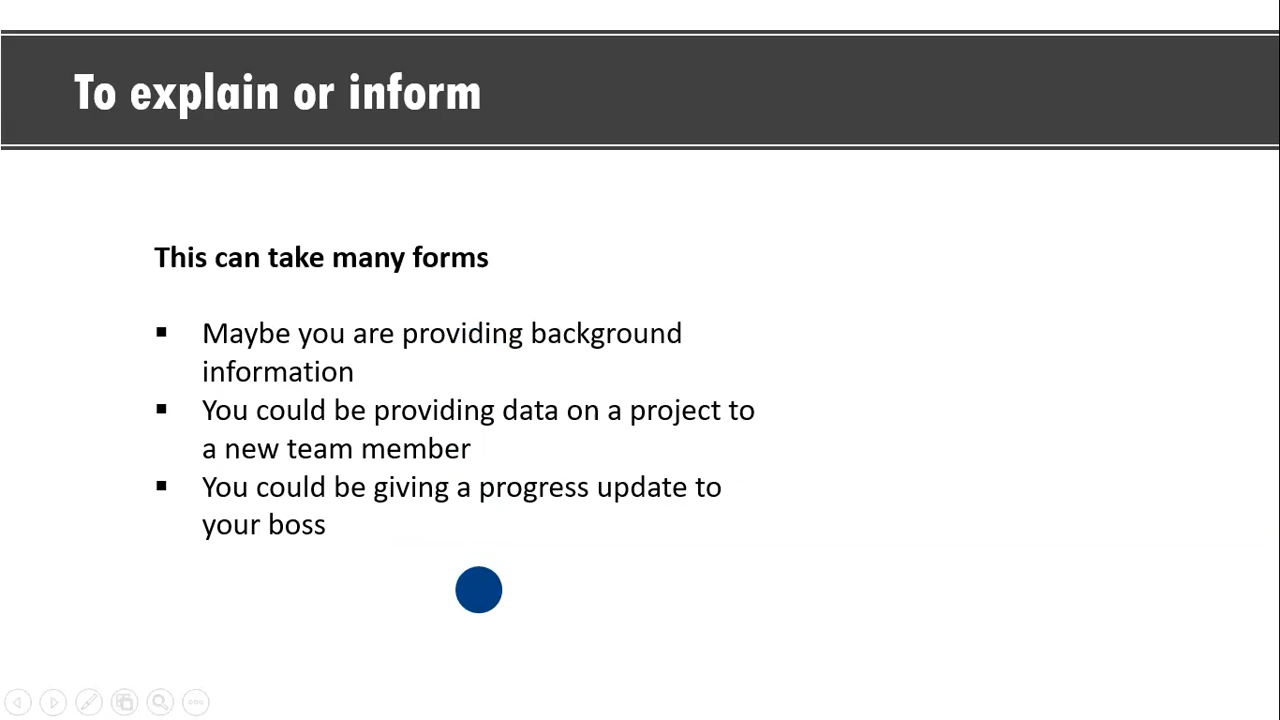 To explain or inform
This can take many forms
▪ Maybe you are providing background
information
▪ You could be providing data on a project to
a new team member
▪ You could be giving a progress update to
your boss